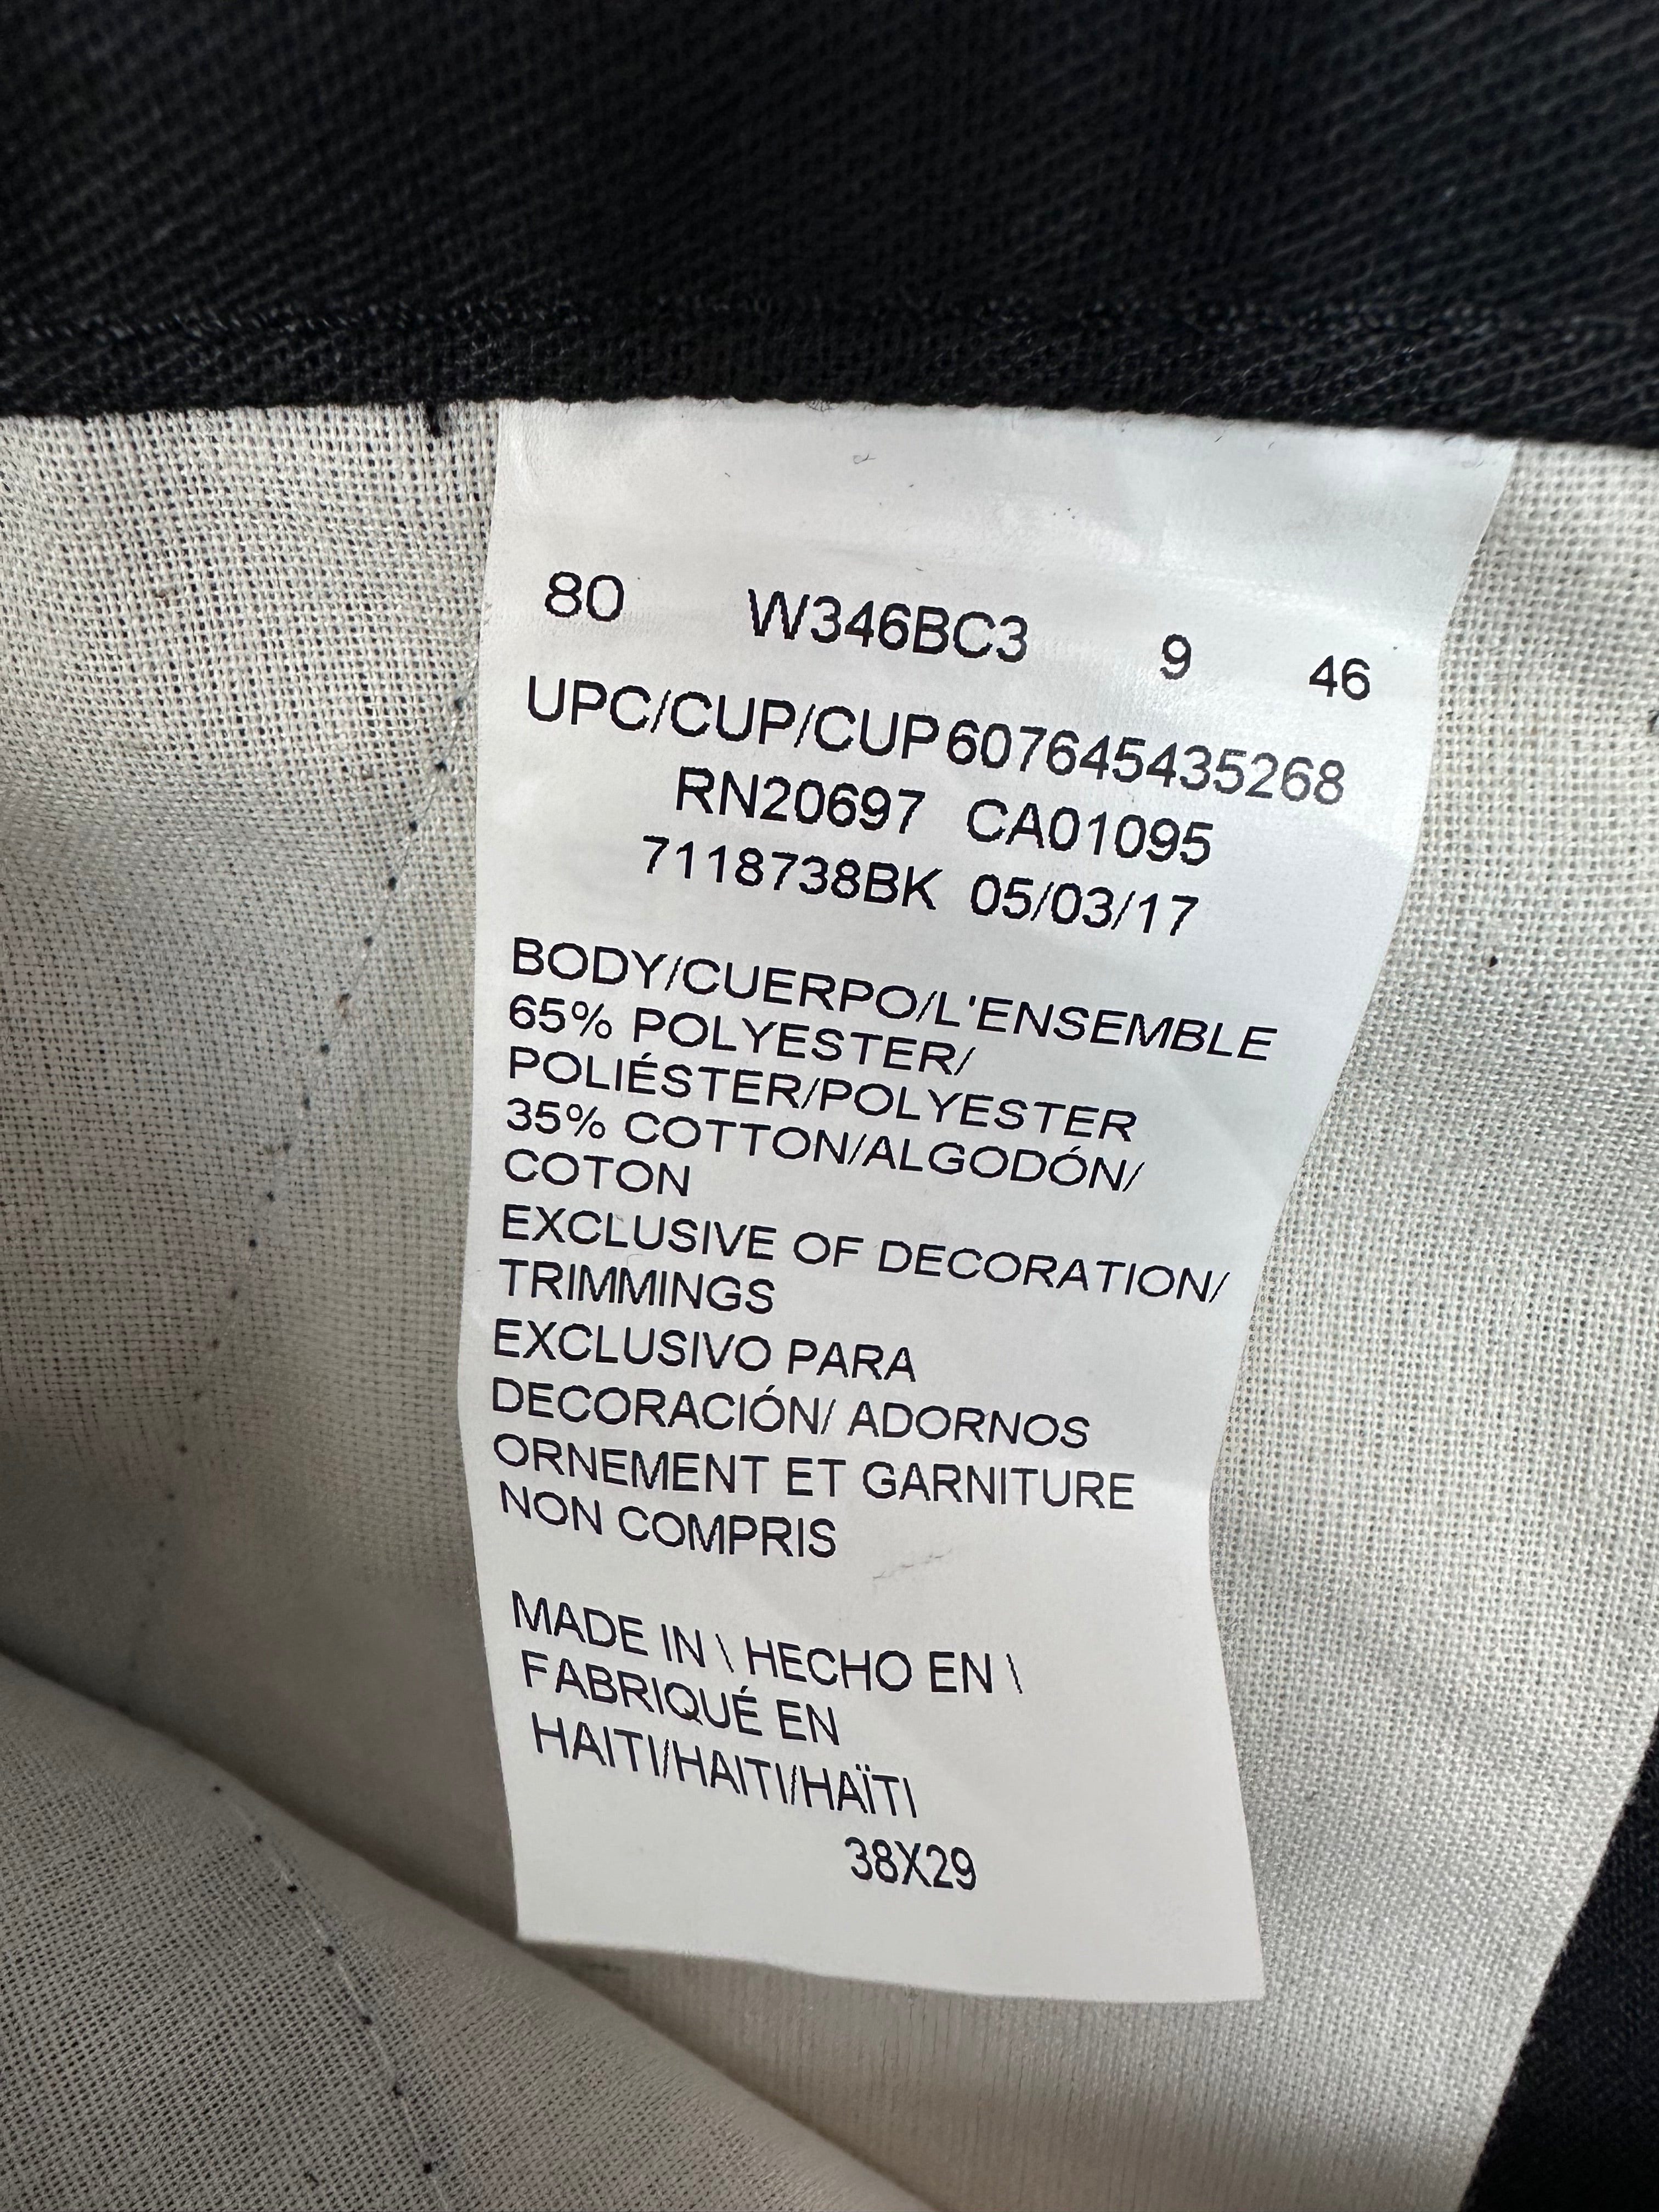 80 W346BC3 9 46
UPC/CUP/CUP 607645435268
RN20697 CA01095
7118738BK 05/03/17
BODY/CUERPO/L'ENSEMBLE
65% POLYESTER/
POLIÉSTER/POLYESTER
35% COTTON/ALGODÓN/
COTON
EXCLUSIVE OF DECORATION/
TRIMMINGS
EXCLUSIVO PARA
DECORACIÓN/ ADORNOS
ORNEMENT ET GARNITURE
NON COMPRIS
MADE IN \ HECHO EN \
FABRIQUÉ EN
HAITI/HAITI/HAÏTI
38X29